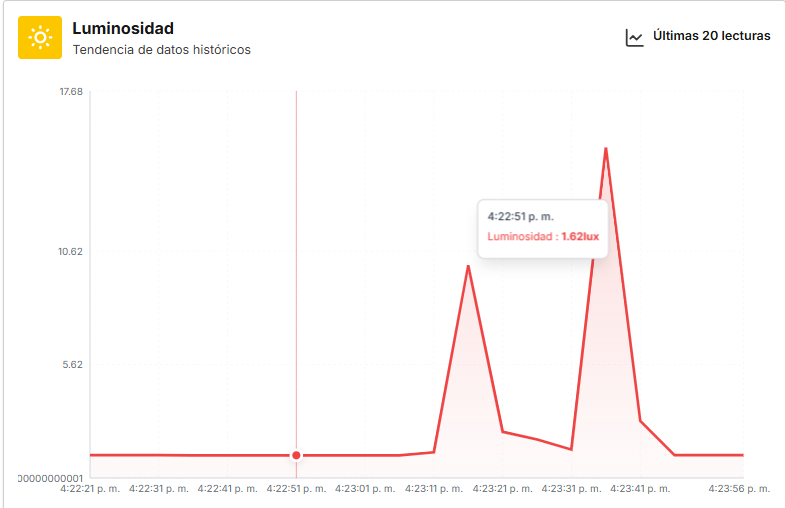 Luminosidad
Tendencia de datos históricos
Últimas 20 lecturas
17.68
10.62
5.62
00000000001
4:22:51 p. m.
Luminosidad : 1.62lux
4:22:21 p. m. 4:22:31 p. m. 4:22:41 p. m. 4:22:51 p. m. 4:23:01 p. m. 4:23:11 p. m. 4:23:21 p. m. 4:23:31 p. m. 4:23:41 p. m. 4:23:56 p. m.